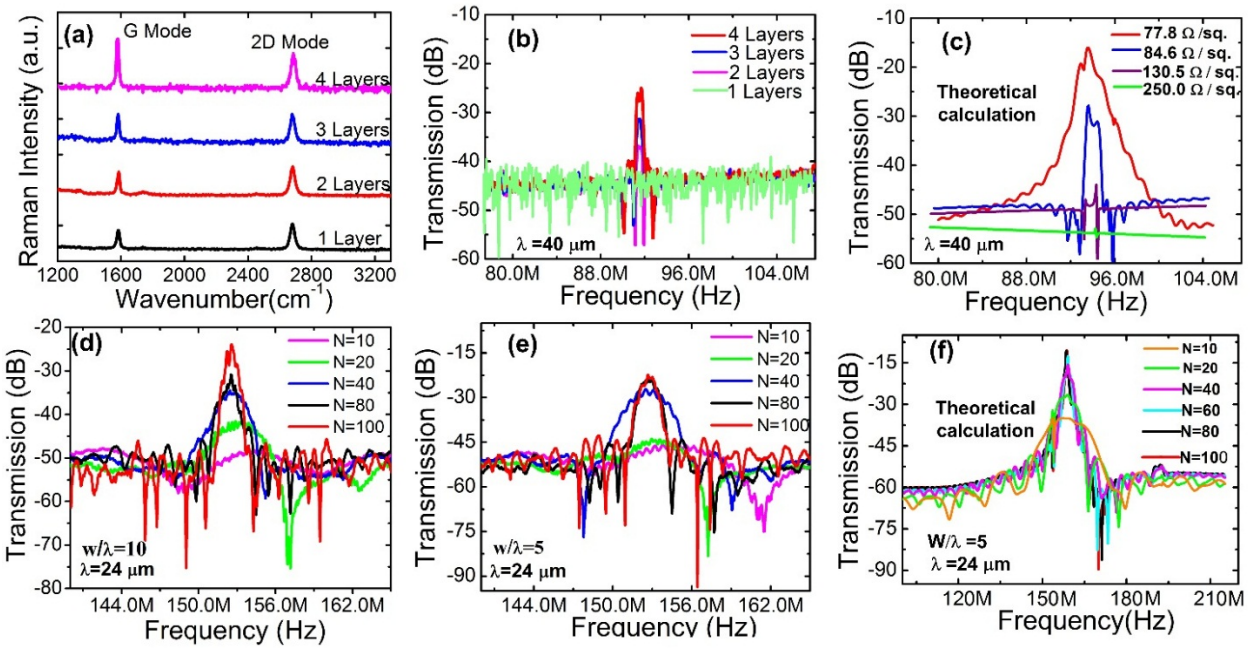 (a)
G Mode
2D Mode
4 Layers
3 Layers
2 Layers
1 Layer
Raman Intensity (a.u.)
1200 1600 2000 2400 2800 3200
Wavenumber(cm⁻¹)
(b)
4 Layers
3 Layers
2 Layers
1 Layers
Transmission (dB)
-10
-20
-30
-40
-50
-60
λ =40 μm
80.0M 88.0M 96.0M 104.0M
Frequency (Hz)
(c)
77.8 Ω /sq.
84.6 Ω /sq.
130.5 Ω / sq.
250.0 Ω / sq.
Theoretical
calculation
Transmission (dB)
-10
-20
-30
-40
-50
-60
λ =40 μm
80.0M 88.0M 96.0M 104.0M
Frequency (Hz)
(d)
N=10
N=20
N=40
N=80
N=100
Transmission (dB)
-20
-30
-40
-50
-60
-70
-80
w/λ=10
λ=24 μm
144.0M 150.0M 156.0M 162.0M
Frequency (Hz)
(e)
N=10
N=20
N=40
N=80
N=100
Transmission (dB)
-15
-30
-45
-60
-75
-90
w/λ=5
λ=24 μm
144.0M 150.0M 156.0M 162.0M
Frequency (Hz)
(f)
N=10
N=20
N=40
N=60
N=80
N=100
Theoretical
calculation
Transmission (dB)
-15
-30
-45
-60
-75
-90
W/λ =5
λ =24 μm
120M 150M 180M 210M
Frequency(Hz)